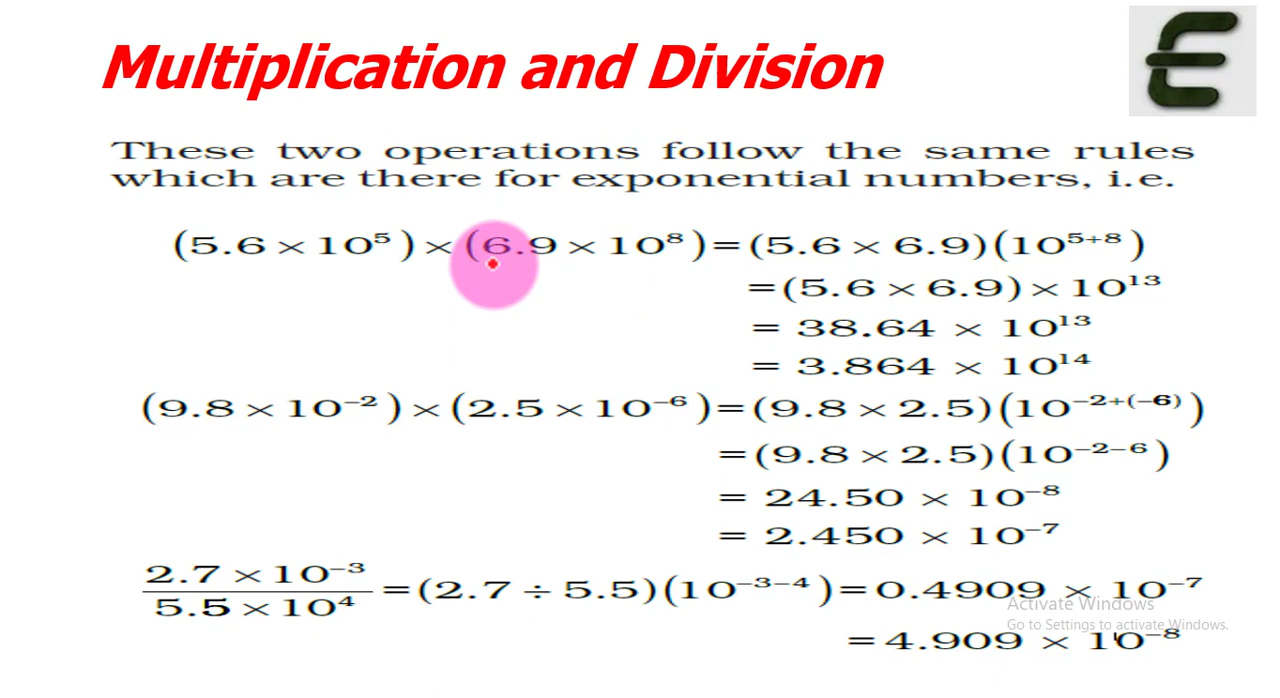 Multiplication and Division
E
These two operations follow the same rules
which are there for exponential numbers, i.e.
(5.6 × 10⁵) × (6.9 × 10⁸) = (5.6 × 6.9)(10⁵⁺⁸)
= (5.6 × 6.9) × 10¹³
= 38.64 × 10¹³
= 3.864 × 10¹⁴
(9.8 × 10⁻²) × (2.5 × 10⁻⁶) = (9.8 × 2.5)(10⁻²⁺⁽⁻⁶⁾)
= (9.8 × 2.5)(10⁻²⁻⁶)
= 24.50 × 10⁻⁸
= 2.450 × 10⁻⁷
2.7 × 10⁻³
5.5 × 10⁴
= (2.7 ÷ 5.5)(10⁻³⁻⁴) = 0.4909 × 10⁻⁷
= 4.909 × 10⁻⁸
Activate Windows
Go to Settings to activate Windows.